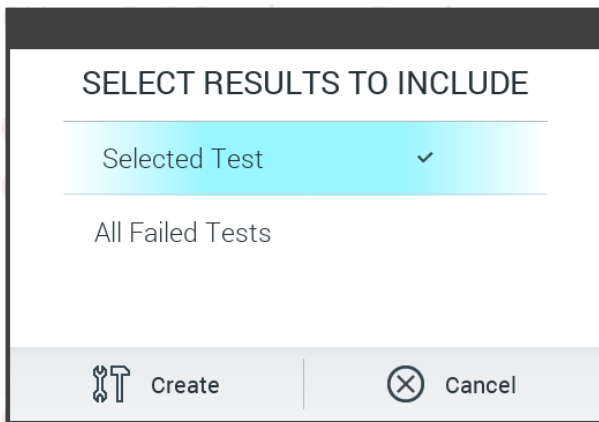 SELECT RESULTS TO INCLUDE
Selected Test
All Failed Tests
Create Cancel